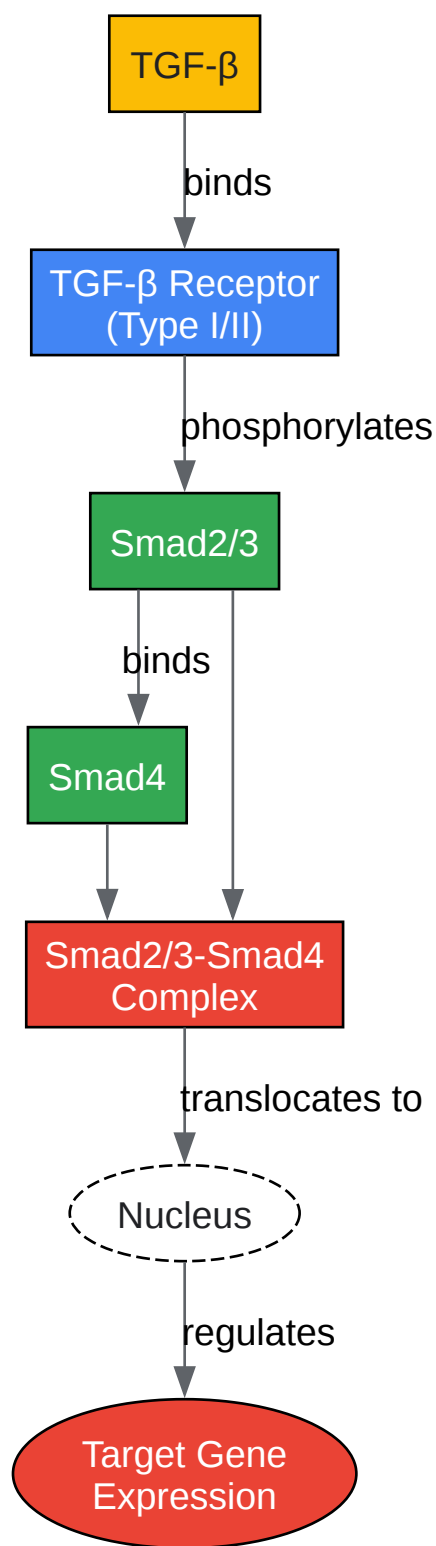 TGF-β
binds
TGF-β Receptor
(Type I/II)
phosphorylates
Smad2/3
binds
Smad4
Smad2/3-Smad4
Complex
translocates to
Nucleus
regulates
Target Gene
Expression